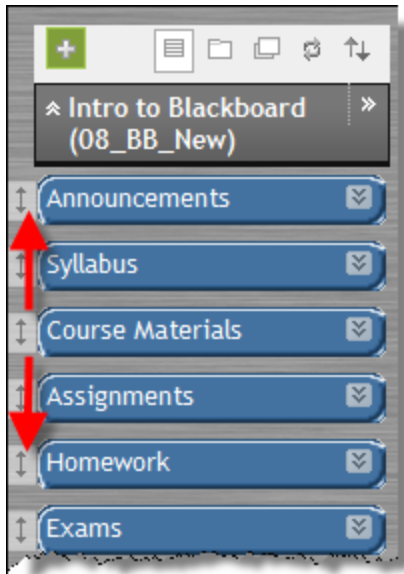 Intro to Blackboard
(08_BB_New)
Announcements
Syllabus
Course Materials
Assignments
Homework
Exams